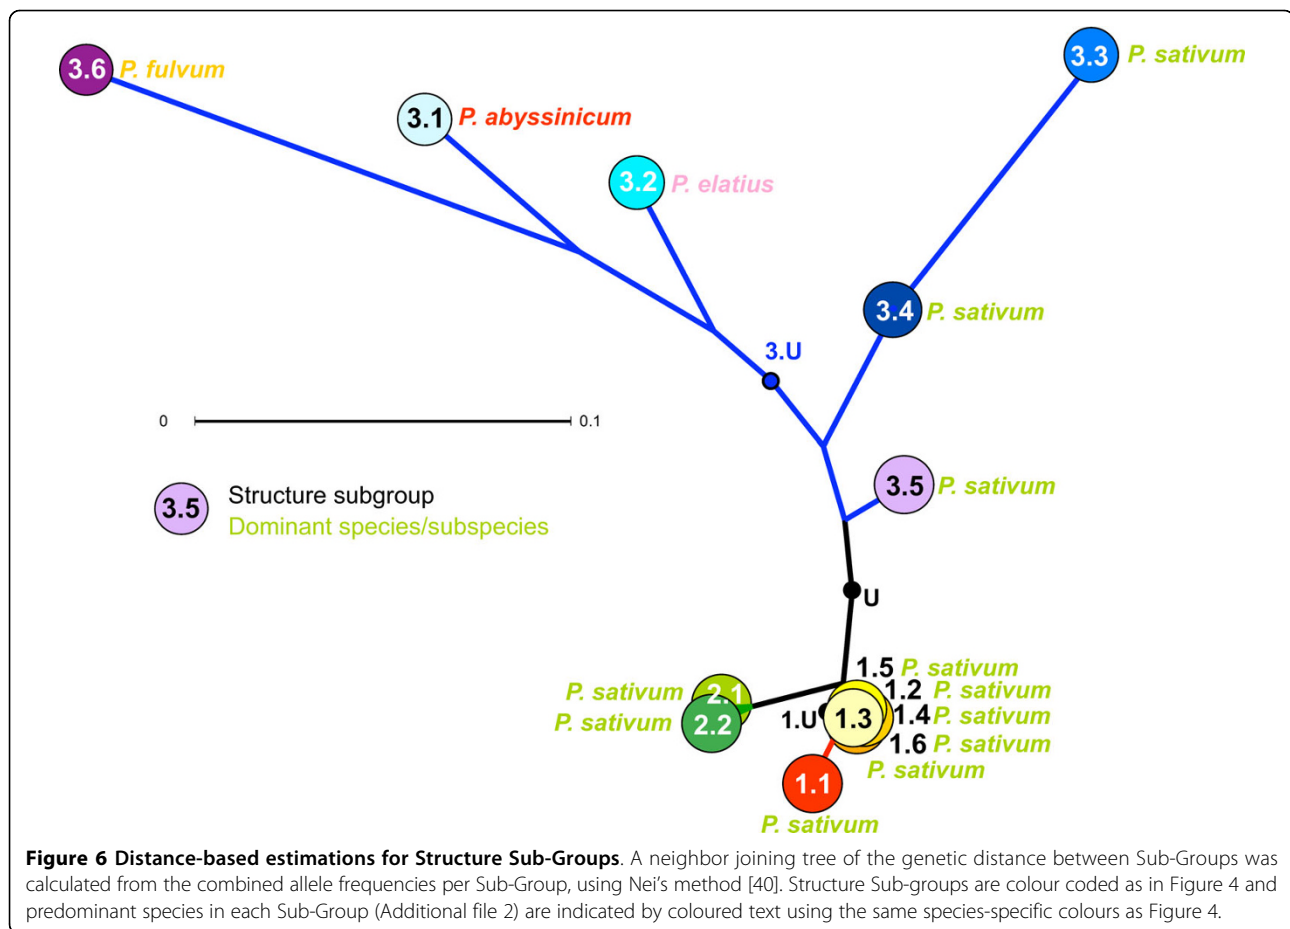 3.6 P. fulvum
3.3 P. sativum
3.1 P. abyssinicum
3.2 P. elatius
3.4 P. sativum
3.U
0 0.1
3.5 P. sativum
3.5 Structure subgroup
Dominant species/subspecies
U
1.5 P. sativum
P. sativum 2.1
1.2 P. sativum
P. sativum 2.2
1.U 1.3
1.4 P. sativum
1.6 P. sativum
P. sativum
1.1
P. sativum
Figure 6 Distance-based estimations for Structure Sub-Groups. A neighbor joining tree of the genetic distance between Sub-Groups was
calculated from the combined allele frequencies per Sub-Group, using Nei's method [40]. Structure Sub-groups are colour coded as in Figure 4 and
predominant species in each Sub-Group (Additional file 2) are indicated by coloured text using the same species-specific colours as Figure 4.